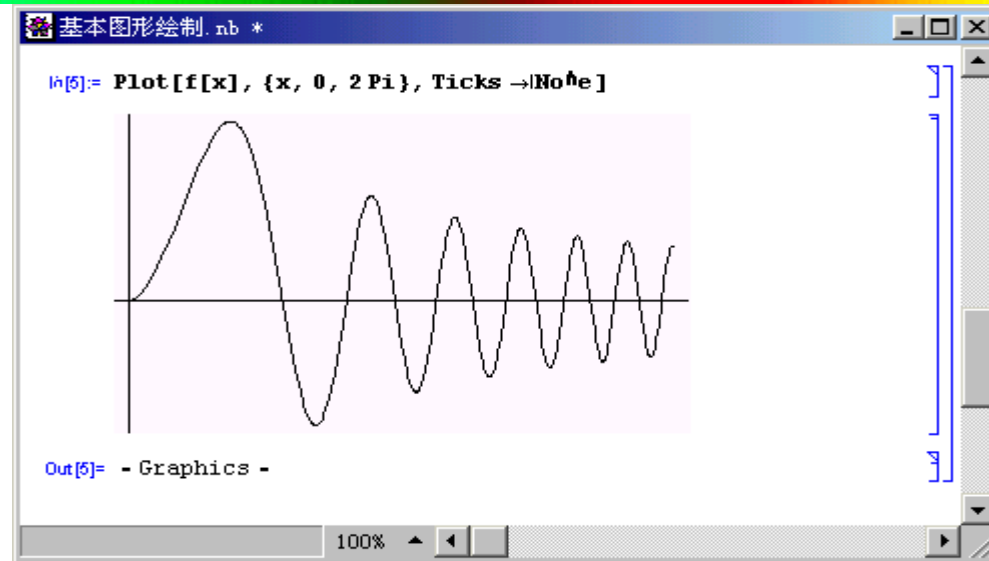 基本图形绘制.nb *
In[5]:= Plot[f[x], {x, 0, 2 Pi}, Ticks →None]
Out[5]= - Graphics -
100%